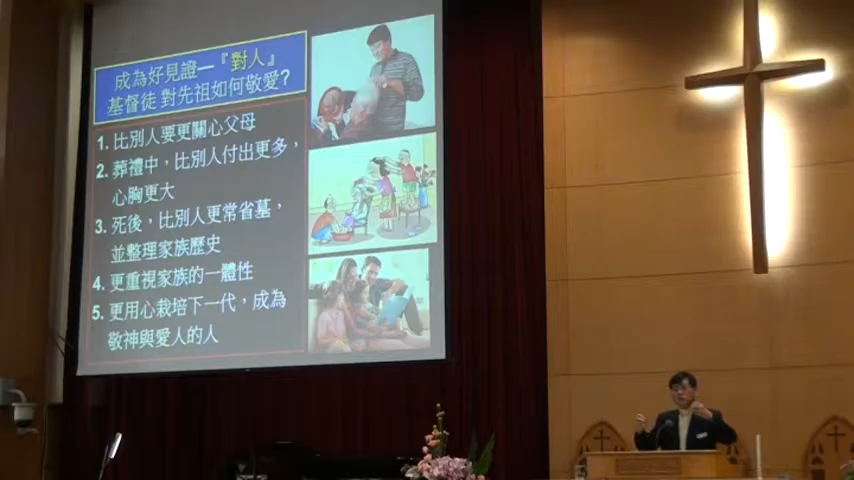 成為好見證—『對人』
基督徒 對先祖如何敬愛?
1. 比別人要更關心父母
2. 葬禮中，比別人付出更多，
心胸更大
3. 死後，比別人更常省墓，
並整理家族歷史
4. 更重視家族的一體性
5. 更用心栽培下一代，成為
敬神與愛人的人